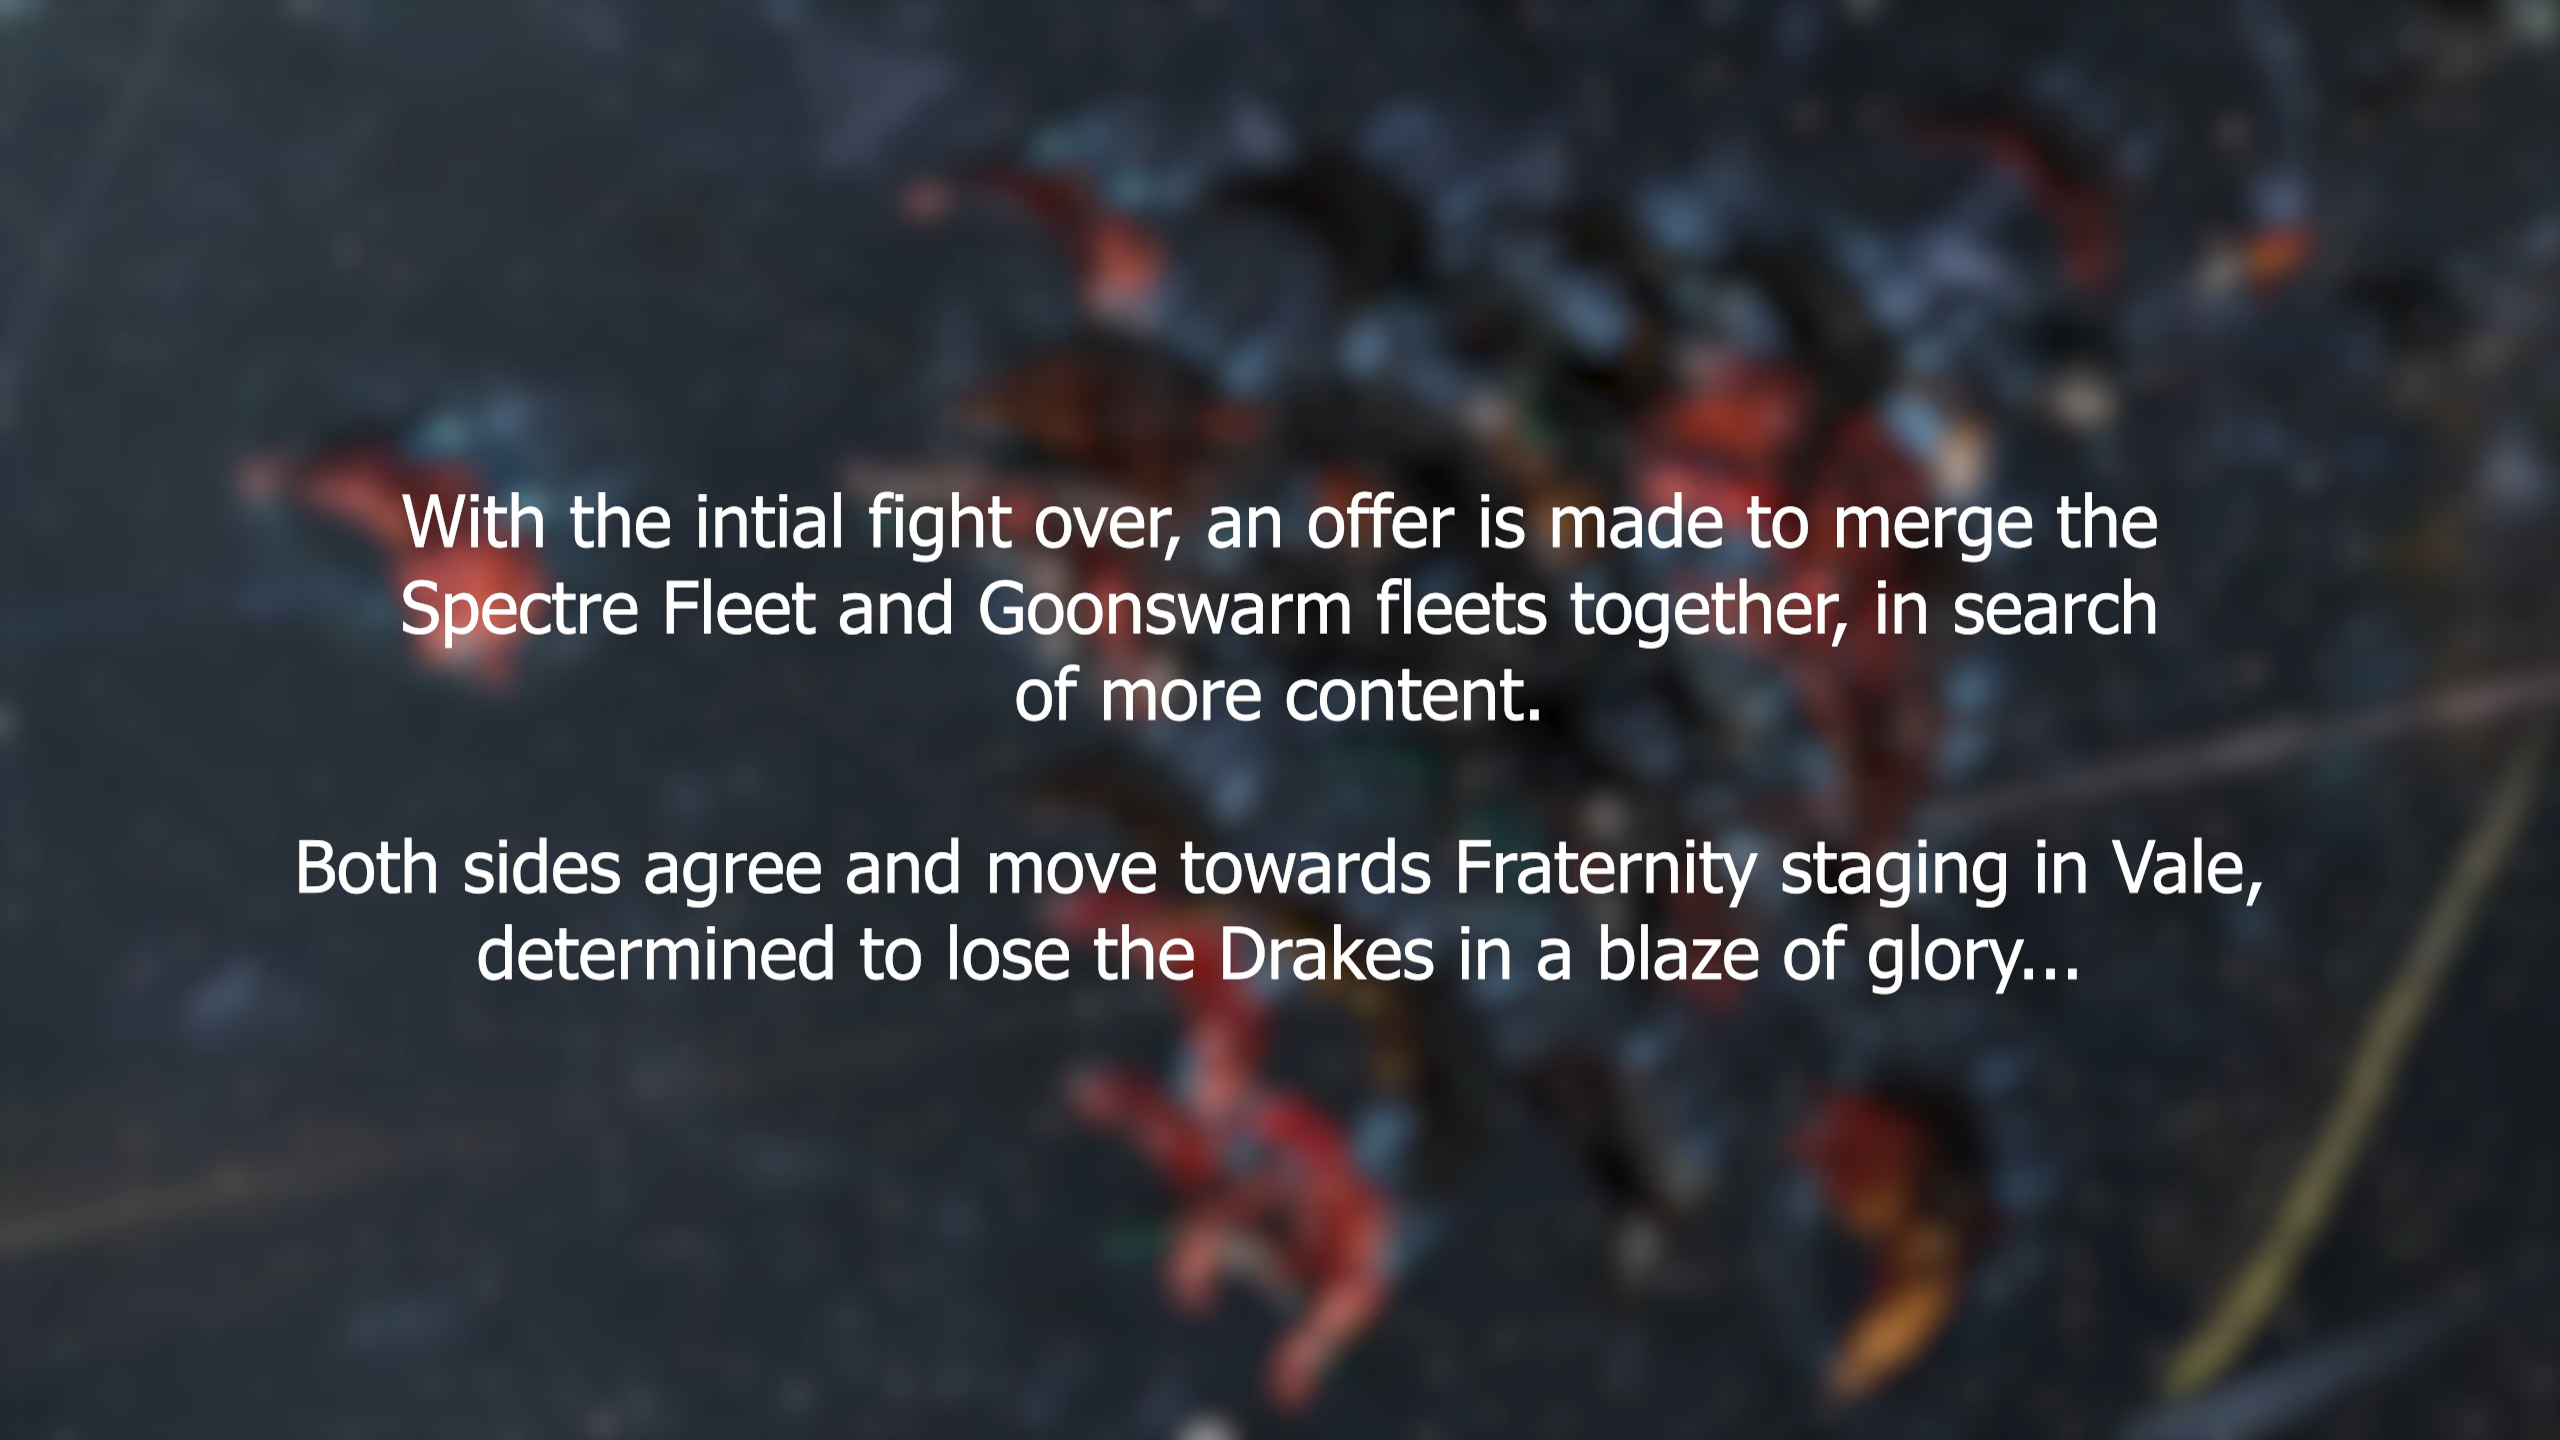 With the intial fight over, an offer is made to merge the
Spectre Fleet and Goonswarm fleets together, in search
of more content.
Both sides agree and move towards Fraternity staging in Vale,
determined to lose the Drakes in a blaze of glory...